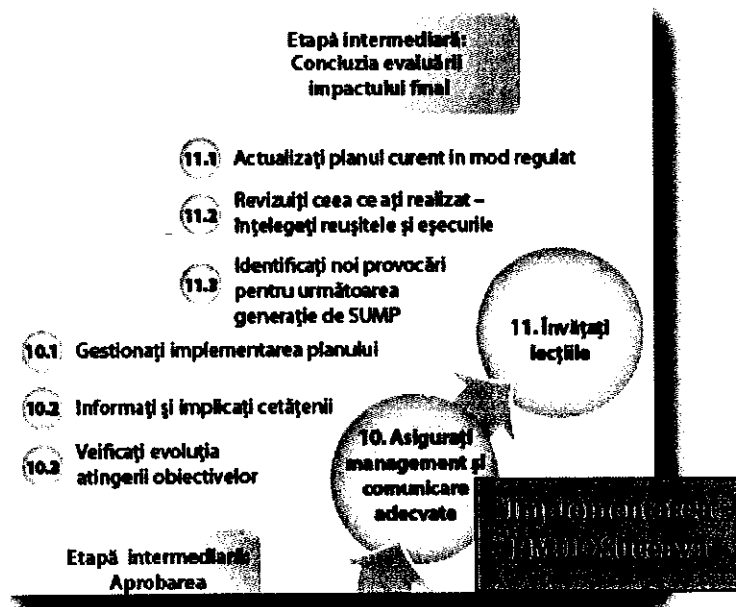 Etapă intermediară:
Concluzia evaluării
impactului final
11.1 Actualizați planul curent in mod regulat
11.2 Revizuiți ceea ce ați realizat –
înțelegeți reușitele și eșecurile
11.3 Identificați noi provocări
pentru următoarea
generație de SUMP
11. Învățați
lecțiile
10.1 Gestionați implementarea planului
10.2 Informați și implicați cetățenii
10.3 Veificați evoluția
atingerii obiectivelor
10. Asigurați
management și
comunicare
adecvate
Etapă intermediară:
Aprobarea